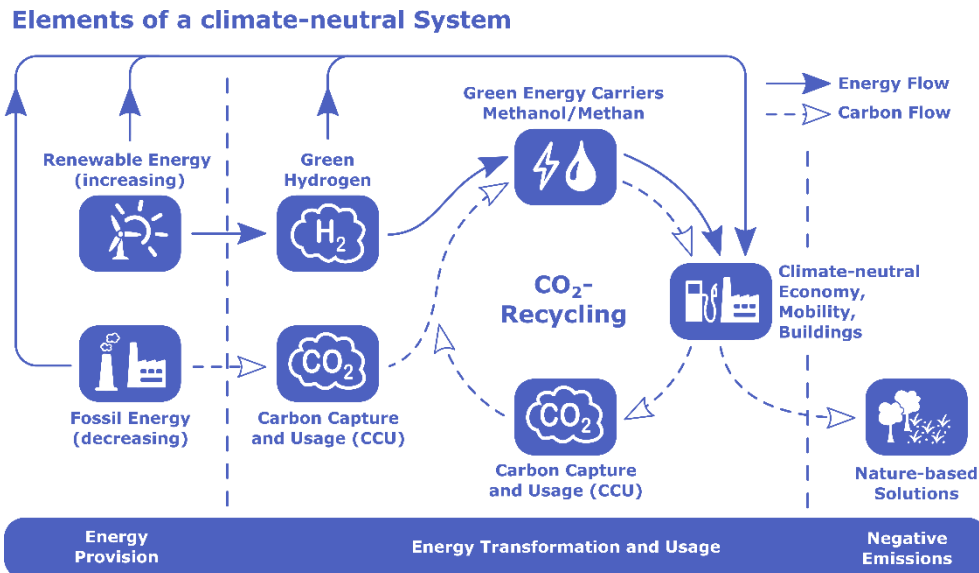 Elements of a climate-neutral System
Energy Flow
Carbon Flow
Green Energy Carriers
Methanol/Methan
Renewable Energy
(increasing)
Green
Hydrogen
H2
CO2-
Recycling
Climate-neutral
Economy,
Mobility,
Buildings
CO2
CO2
Fossil Energy
(decreasing)
Carbon Capture
and Usage (CCU)
Carbon Capture
and Usage (CCU)
Nature-based
Solutions
Energy
Provision
Energy Transformation and Usage
Negative
Emissions